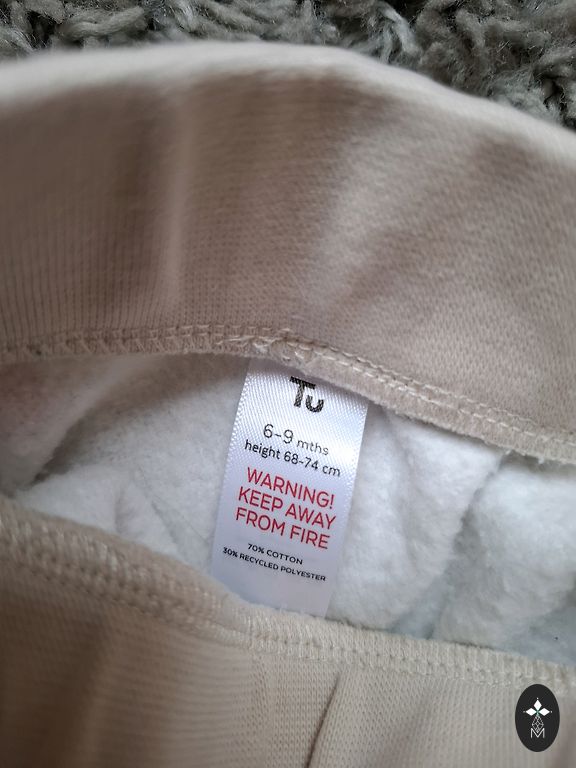 Tu
6-9 mths
height 68-74 cm
WARNING!
KEEP AWAY
FROM FIRE
70% COTTON
30% RECYCLED POLYESTER
M